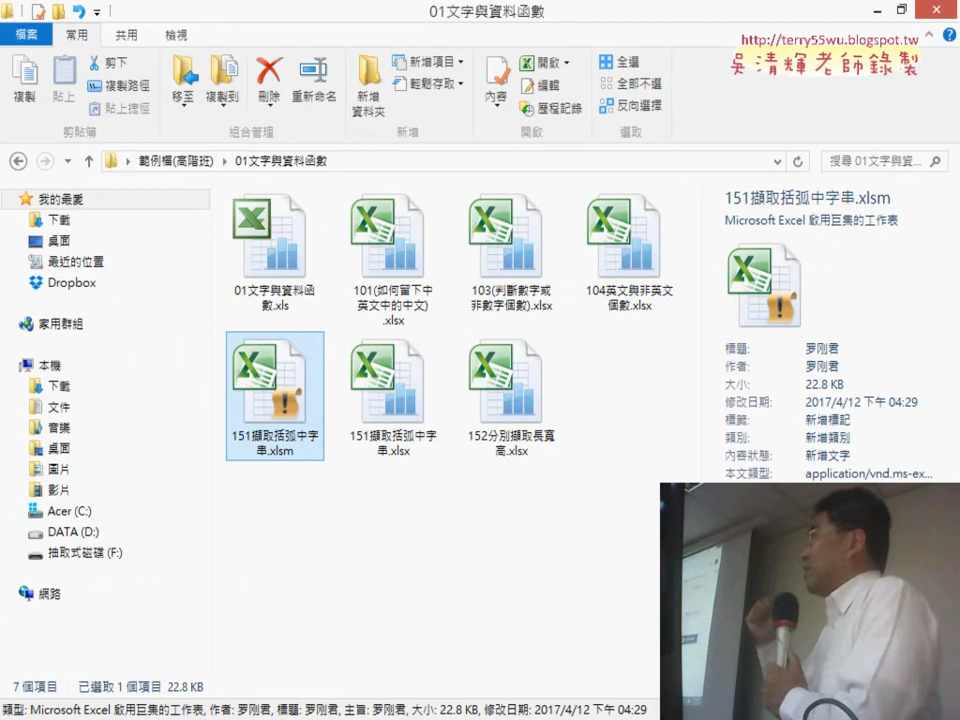 01文字與資料函數
檔案
常用
共用
檢視
http://terry55wu.blogspot.tw
吳清輝老師錄製
複製
貼上
剪下
複製路徑
貼上捷徑
剪貼簿
移至
複製到
刪除
重新命名
組合管理
新增
資料夾
新增項目
輕鬆存取
新增
內容
開啟
編輯
歷程記錄
開啟
全選
全部不選
反向選擇
選取
範例檔(高階班)
01文字與資料函數
搜尋 01文字與資...
我的最愛
下載
桌面
最近的位置
Dropbox
家用群組
本機
下載
文件
音樂
桌面
圖片
影片
Acer (C:)
DATA (D:)
抽取式磁碟 (F:)
網路
01文字與資料函
數.xls
101(如何留下中
英文中的中文)
.xlsx
103(判斷數字或
非數字個數).xlsx
104英文與非英文
個數.xlsx
151擷取括弧中字
串.xlsm
151擷取括弧中字
串.xlsx
152分別擷取長寬
高.xlsx
151擷取括弧中字串.xlsm
Microsoft Excel 啟用巨集的工作表
標題: 罗刚君
作者: 罗刚君
大小: 22.8 KB
修改日期: 2017/4/12 下午 04:29
標籤: 新增標記
類別: 新增類別
內容狀態: 新增文字
本文類型: application/vnd.ms-ex...
7 個項目
已選取 1 個項目 22.8 KB
類型: Microsoft Excel 啟用巨集的工作表, 作者: 罗刚君, 標題: 罗刚君, 主旨: 罗刚君, 大小: 22.8 KB, 修改日期: 2017/4/12 下午 04:29